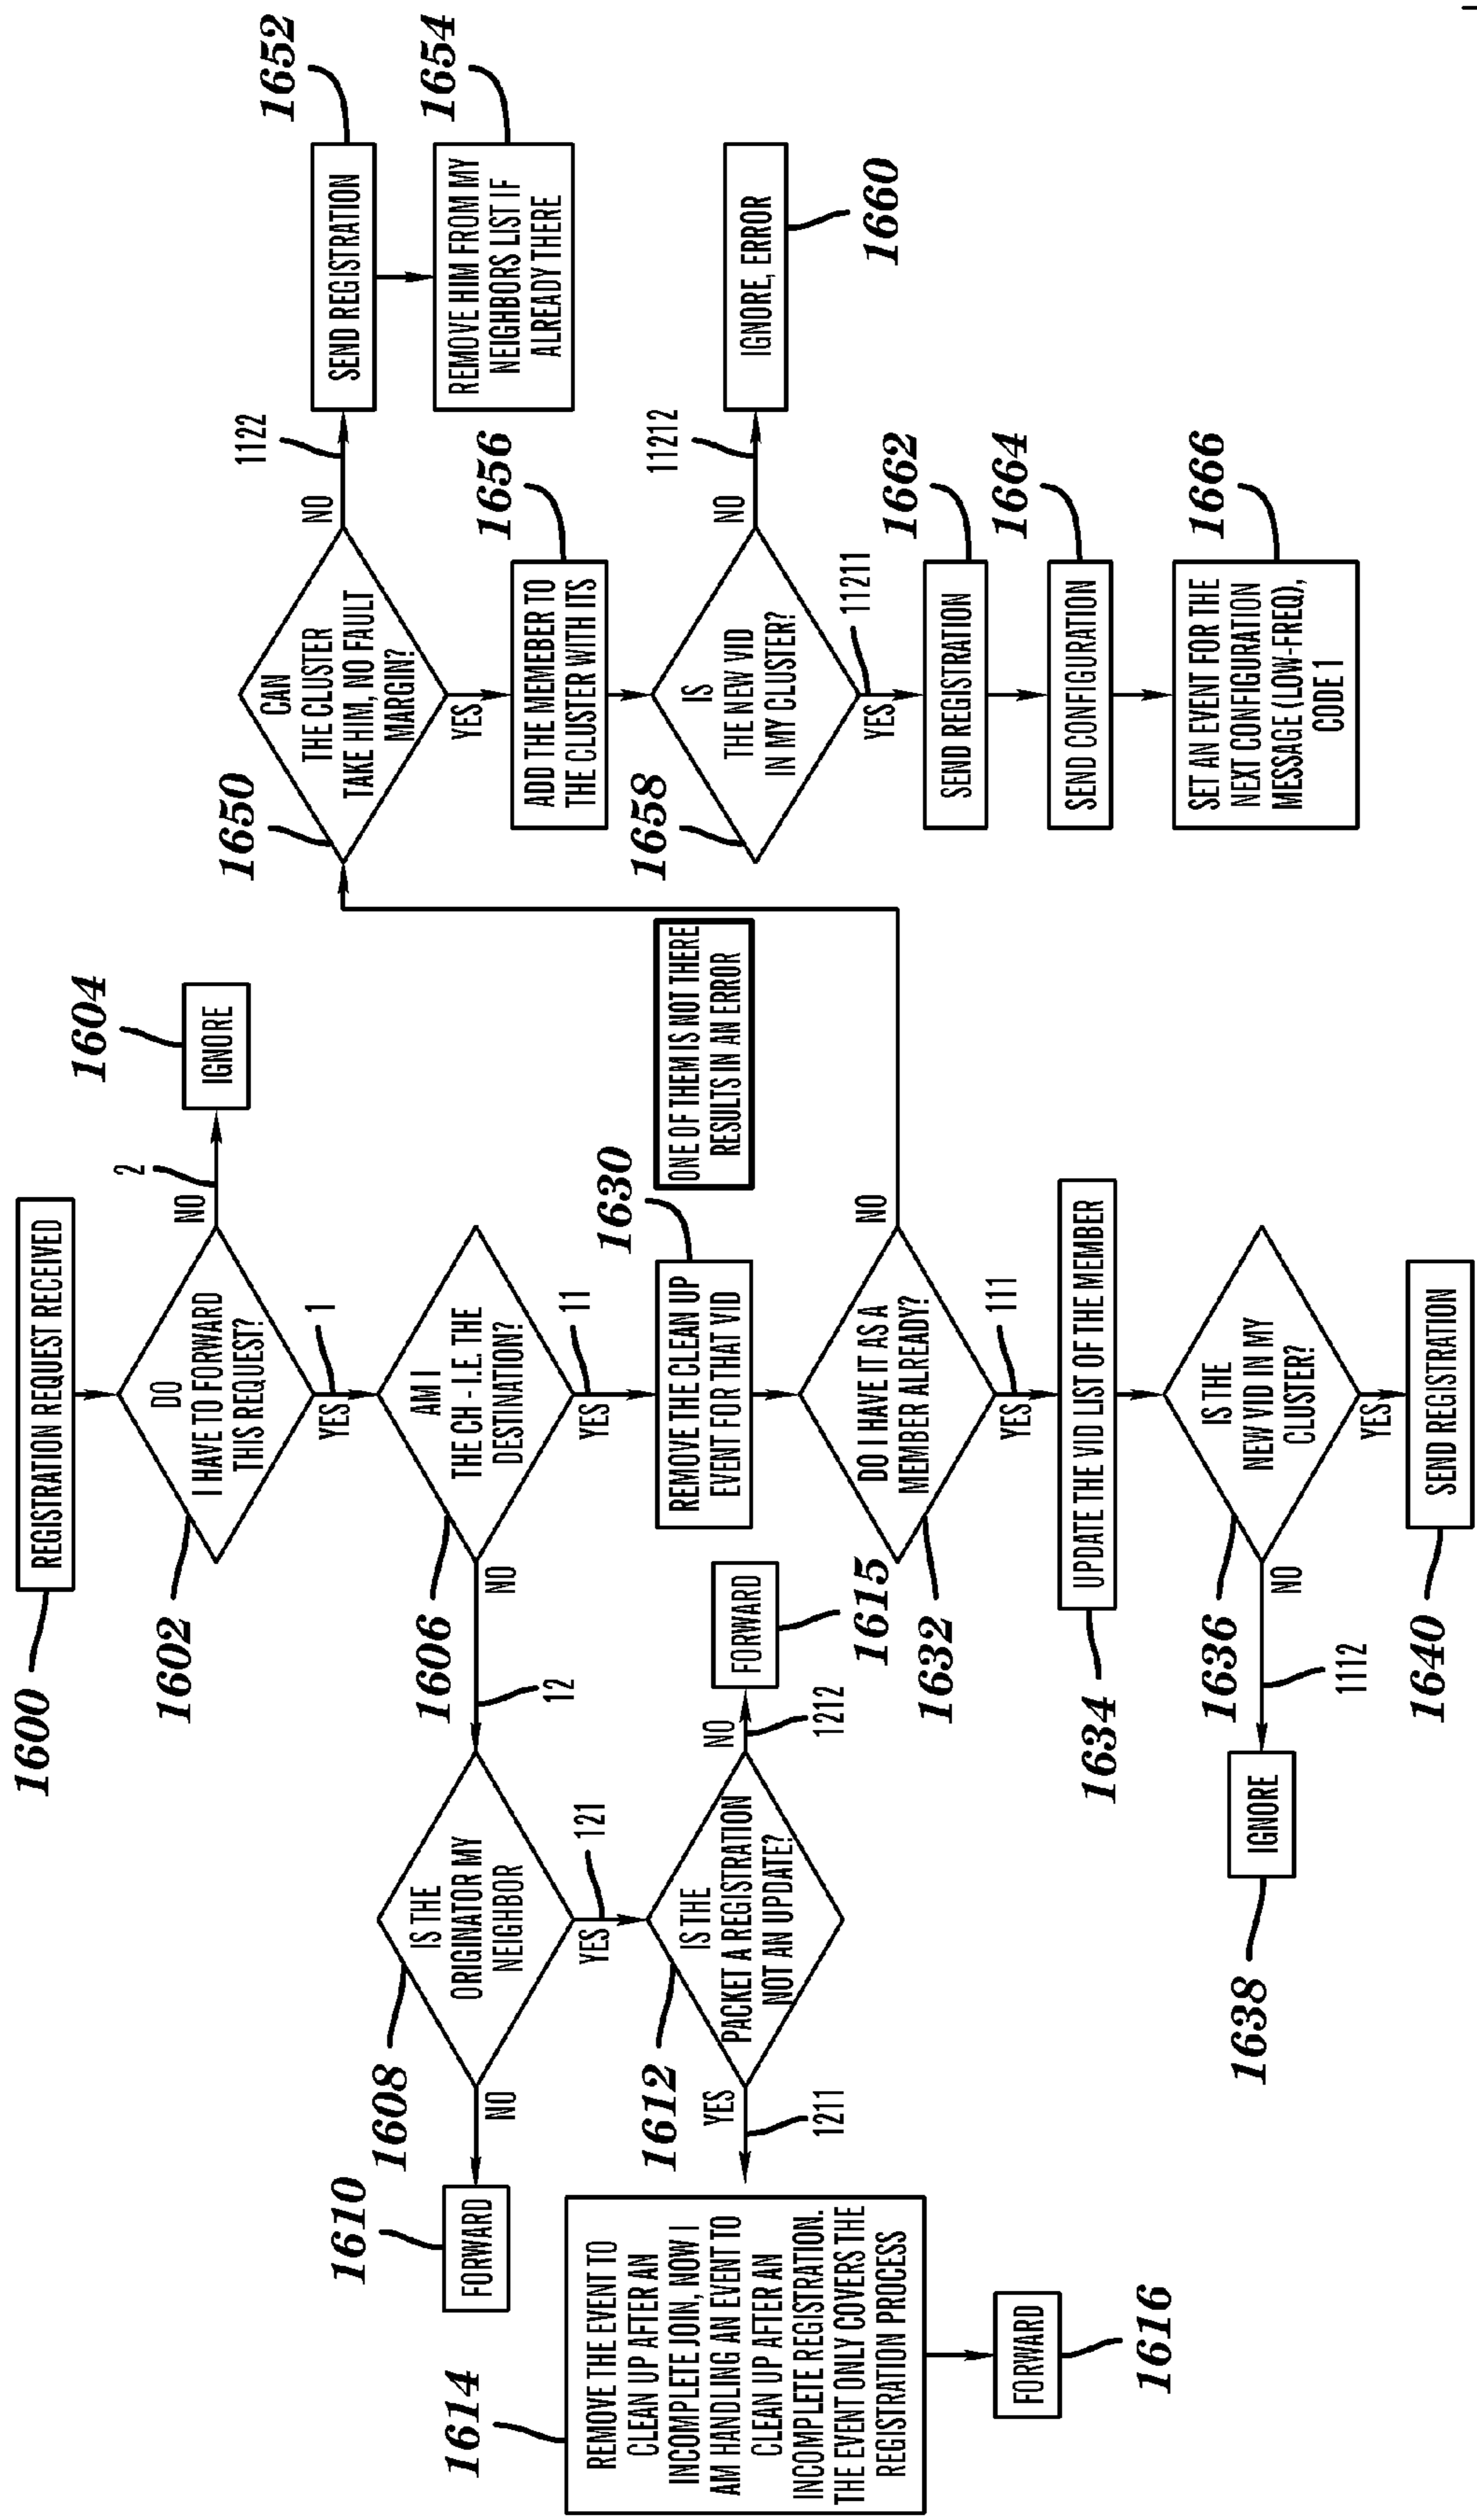 1600
REGISTRATION REQUEST RECEIVED
1602
DO
I HAVE TO FORWARD
THIS REQUEST?
NO
2
1604
IGNORE
YES
1
1606
AM I
THE CH - I.E. THE
DESTINATION?
NO
12
YES
11
1608
IS THE
ORIGINATOR MY
NEIGHBOR
NO
1610
FORWARD
YES
121
1612
IS THE
PACKET A REGISTRATION
NOT AN UPDATE?
NO
1212
FORWARD
1615
YES
1211
1614
REMOVE THE EVENT TO
CLEAN UP AFTER AN
INCOMPLETE JOIN, NOW I
AM HANDLING AN EVENT TO
CLEAN UP AFTER AN
INCOMPLETE REGISTRATION.
THE EVENT ONLY COVERS THE
REGISTRATION PROCESS
FORWARD
1616
1630
REMOVE THE CLEAN UP
EVENT FOR THAT VID
ONE OF THEM IS NOT THERE
RESULTS IN AN ERROR
1632
DO I HAVE IT AS A
MEMBER ALREADY?
NO
YES
111
1634
UPDATE THE VID LIST OF THE MEMBER
1636
IS THE
NEW VID IN MY
CLUSTER?
NO
1112
IGNORE
1638
YES
SEND REGISTRATION
1640
1650
CAN
THE CLUSTER
TAKE HIM, NO FAULT
MARGIN?
NO
1122
1652
SEND REGISTRATION
1654
REMOVE HIM FROM MY
NEIGHBORS LIST IF
ALREADY THERE
YES
1656
ADD THE MEMEBER TO
THE CLUSTER WITH ITS
1658
IS
THE NEW VID
IN MY CLUSTER?
NO
11212
IGNORE, ERROR
1660
YES
11211
1662
SEND REGISTRATION
1664
SEND CONFIGURATION
1666
SET AN EVENT FOR THE
NEXT CONFIGURATION
MESSAGE (LOW-FREQ),
CODE 1